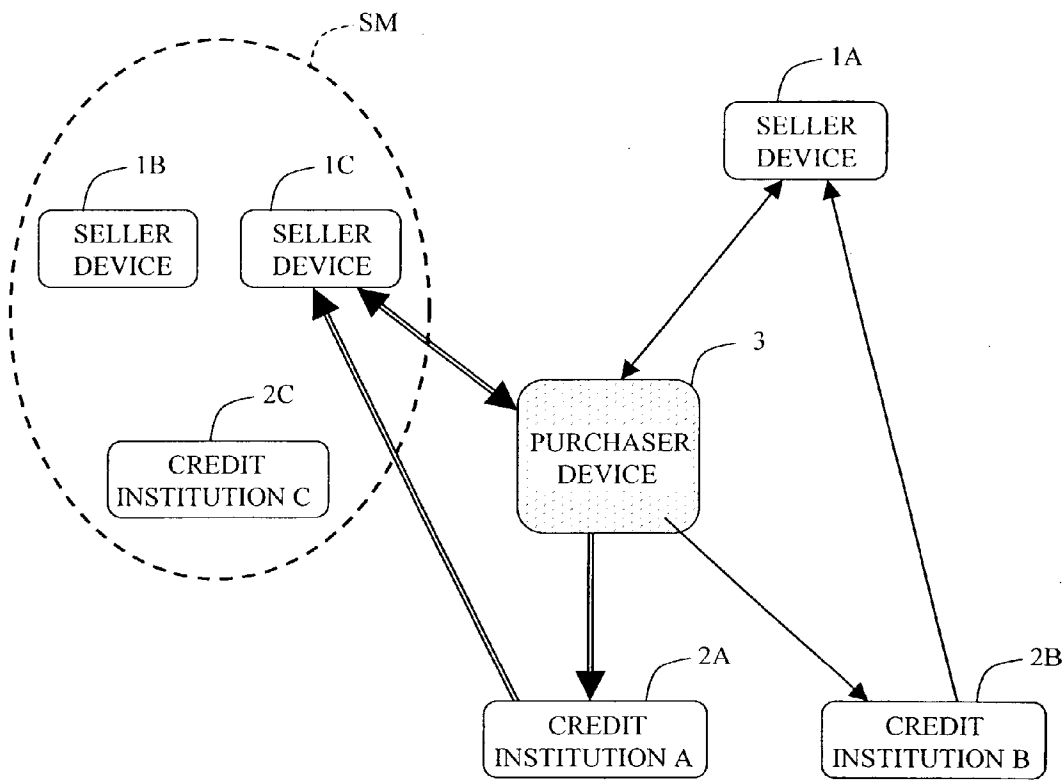 SM
1A
SELLER
DEVICE
1B
SELLER
DEVICE
1C
SELLER
DEVICE
3
PURCHASER
DEVICE
2C
CREDIT
INSTITUTION C
2A
CREDIT
INSTITUTION A
2B
CREDIT
INSTITUTION B